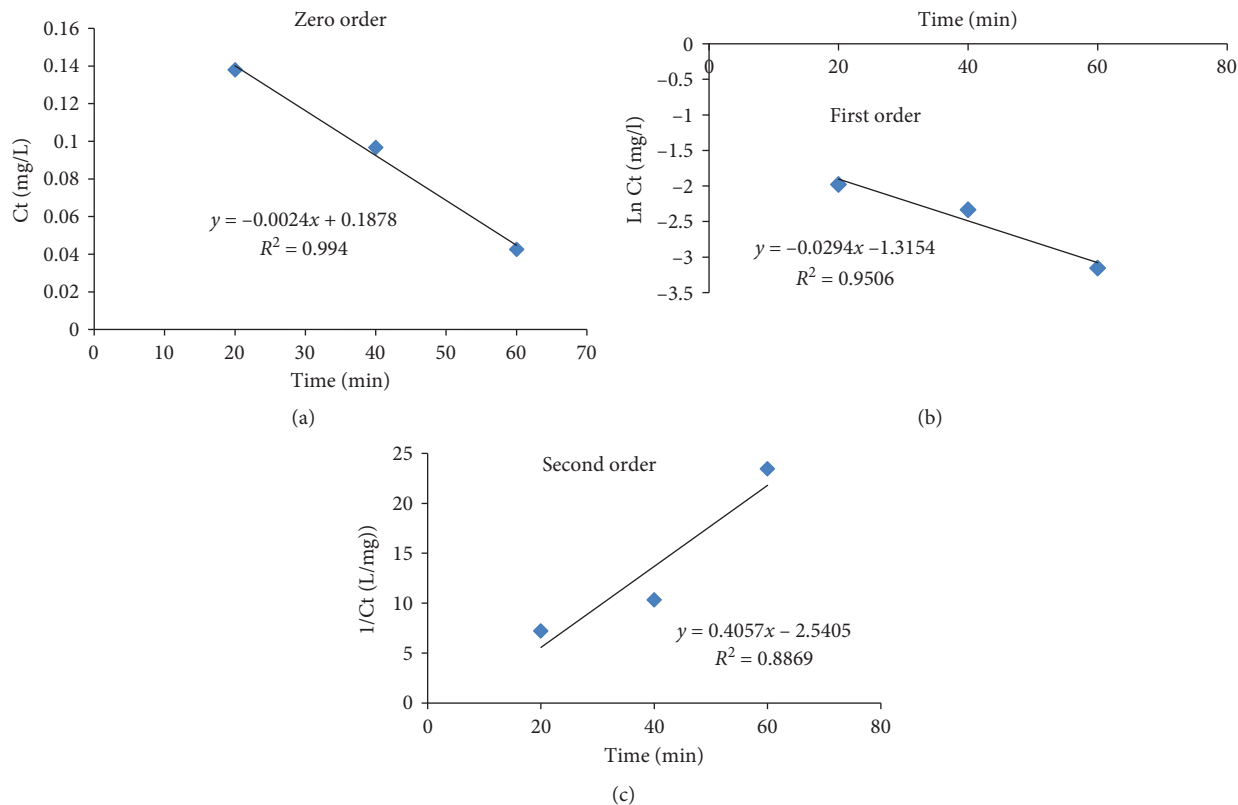 Zero order
0.16
0.14
0.12
0.1
0.08
0.06
0.04
0.02
0
Ct (mg/L)
y = –0.0024x + 0.1878
R² = 0.994
0 10 20 30 40 50 60 70
Time (min)
(a)
Time (min)
0
–0.5
–1
–1.5
–2
–2.5
–3
–3.5
0 20 40 60 80
Ln Ct (mg/l)
First order
y = –0.0294x –1.3154
R² = 0.9506
(b)
25
20
15
10
5
0
1/Ct (L/mg))
Second order
y = 0.4057x – 2.5405
R² = 0.8869
0 20 40 60 80
Time (min)
(c)